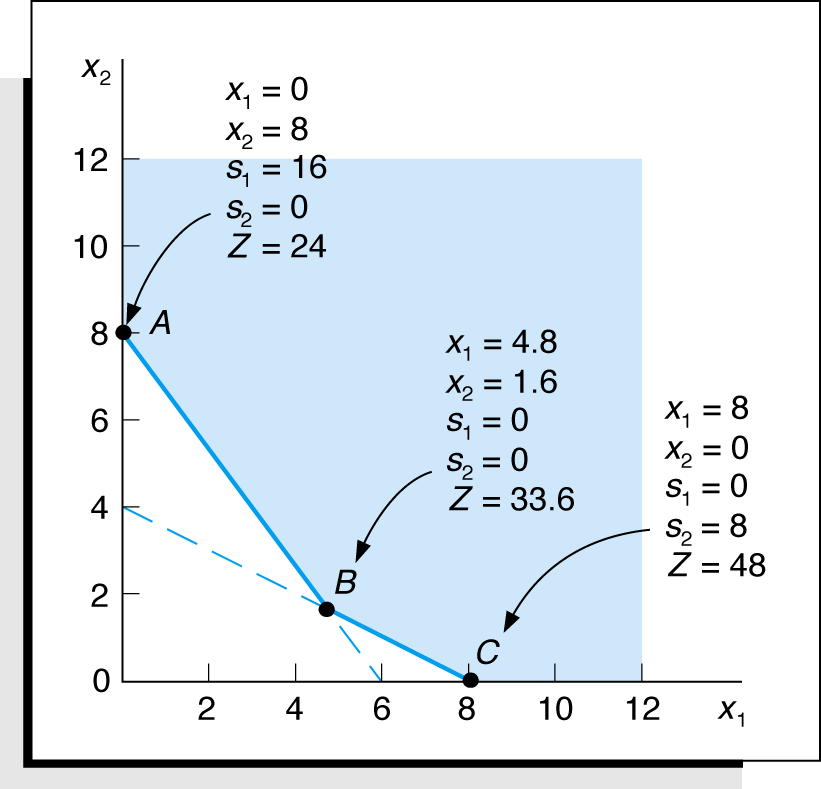 x₂
x₁ = 0
x₂ = 8
s₁ = 16
s₂ = 0
Z = 24
12
10
8
A
6
4
2
0
x₁ = 4.8
x₂ = 1.6
s₁ = 0
s₂ = 0
Z = 33.6
B
x₁ = 8
x₂ = 0
s₁ = 0
s₂ = 8
Z = 48
C
2 4 6 8 10 12 x₁